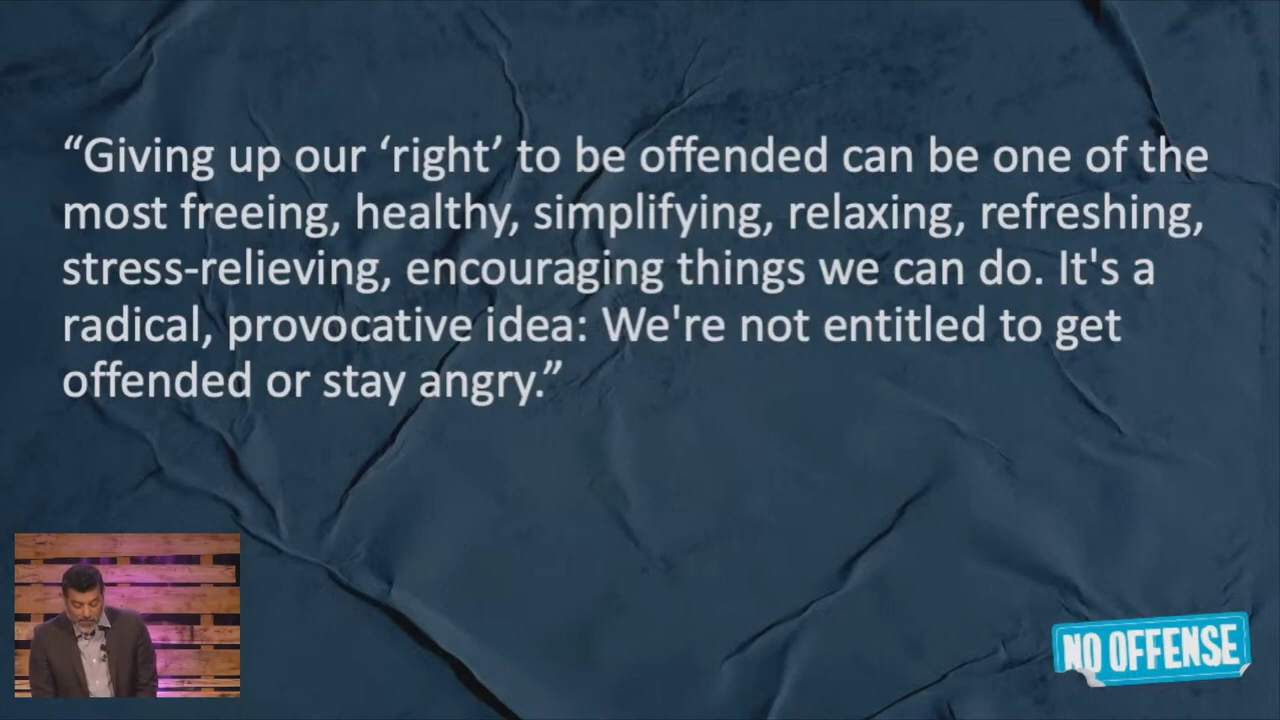 “Giving up our ‘right’ to be offended can be one of the
most freeing, healthy, simplifying, relaxing, refreshing,
stress-relieving, encouraging things we can do. It's a
radical, provocative idea: We're not entitled to get
offended or stay angry.”
NO OFFENSE